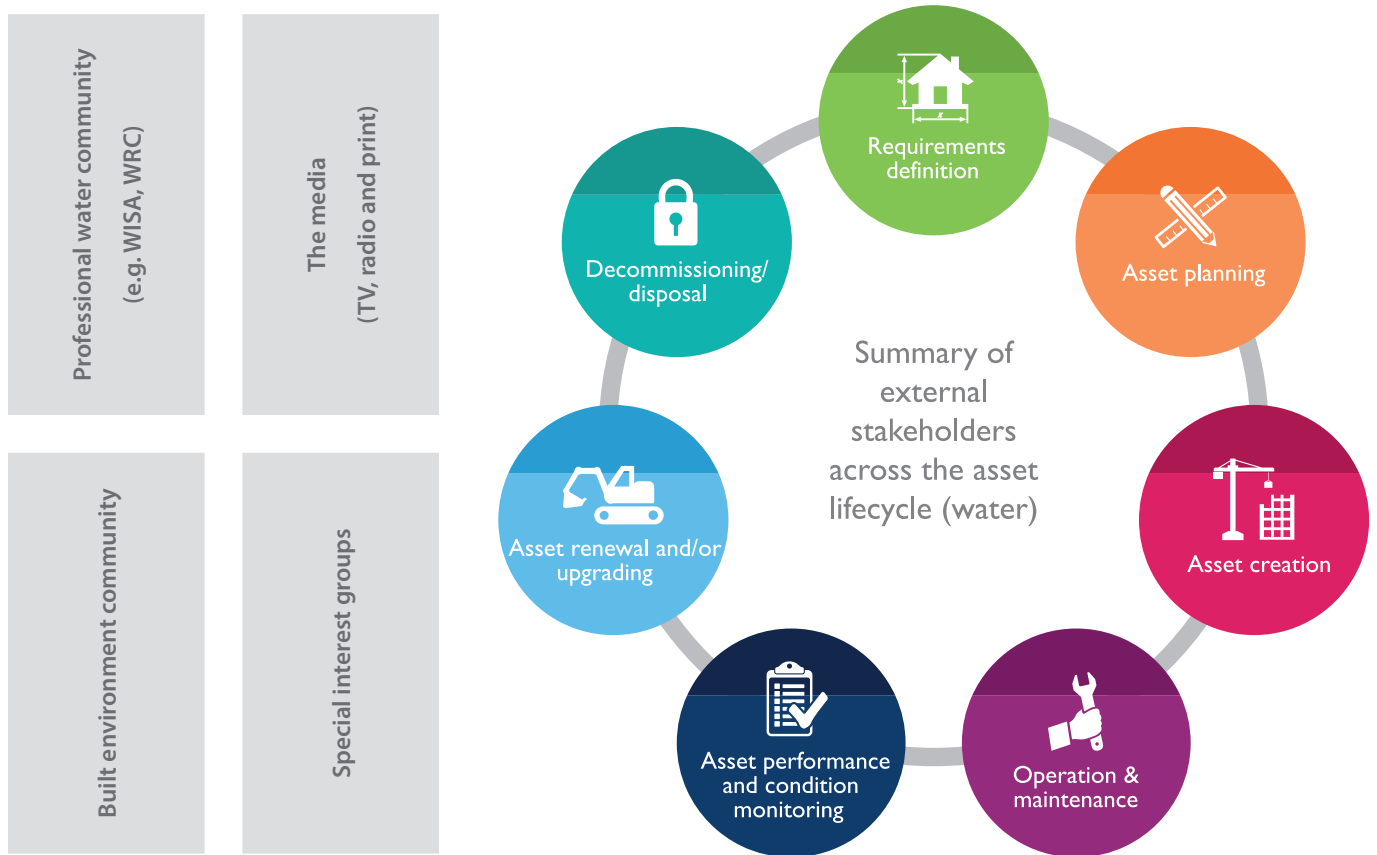 Professional water community
(e.g. WISA, WRC)
The media
(TV, radio and print)
Built environment community
Special interest groups
Requirements
definition
x
x
Asset planning
Asset creation
Operation &
maintenance
Asset performance
and condition
monitoring
Asset renewal and/or
upgrading
Decommissioning/
disposal
Summary of
external
stakeholders
across the asset
lifecycle (water)